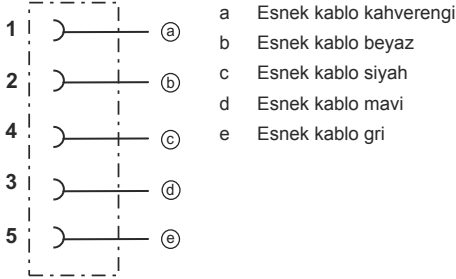 1 a
2 b
4 c
3 d
5 e
a Esnek kablo kahverengi
b Esnek kablo beyaz
c Esnek kablo siyah
d Esnek kablo mavi
e Esnek kablo gri